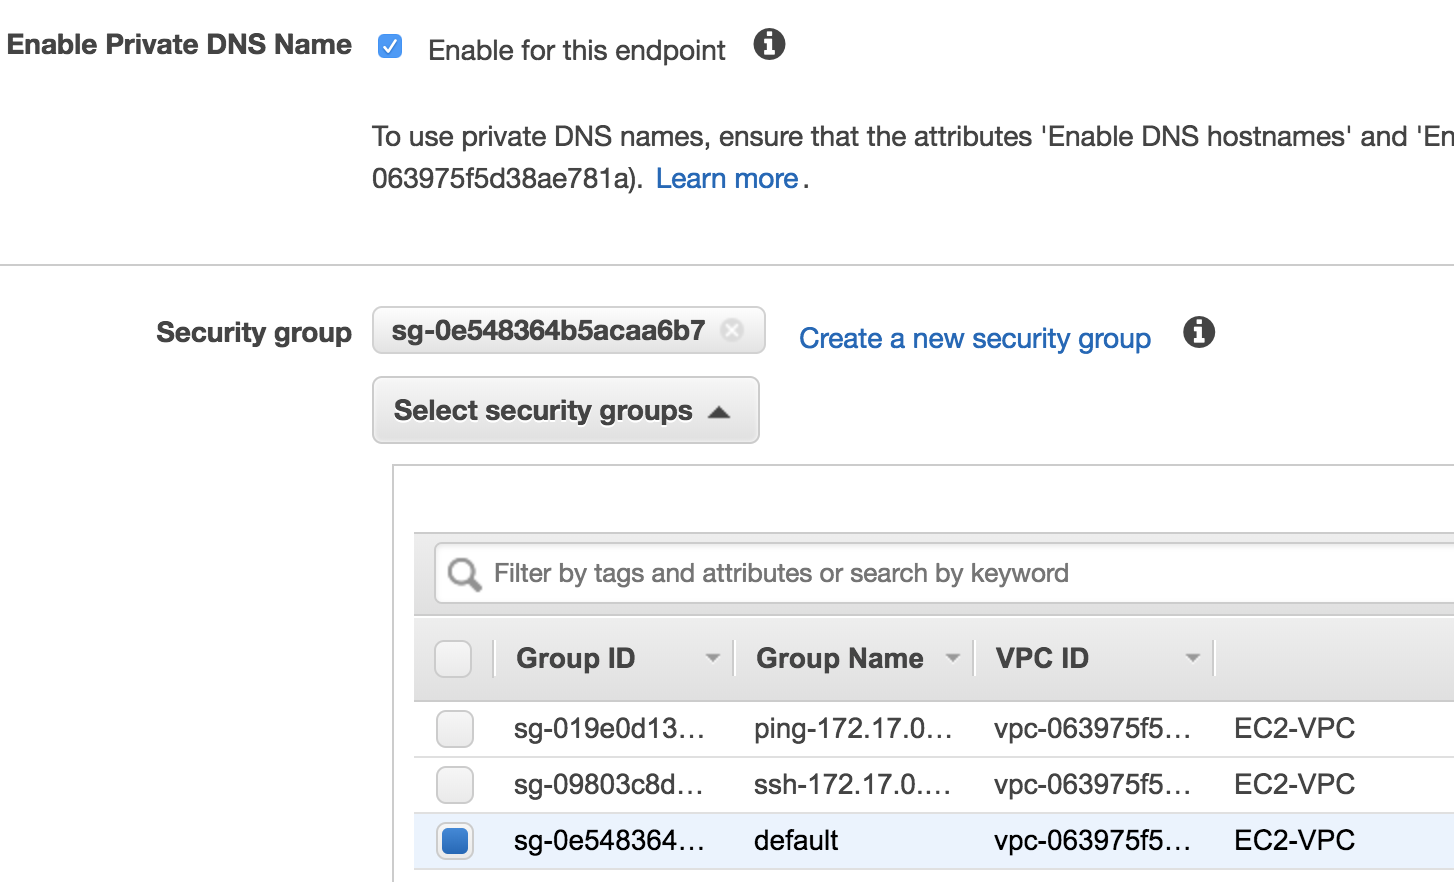 Enable Private DNS Name Enable for this endpoint
To use private DNS names, ensure that the attributes 'Enable DNS hostnames' and 'En
063975f5d38ae781a). Learn more.
Security group sg-0e548364b5acaa6b7 Create a new security group
Select security groups
Filter by tags and attributes or search by keyword
Group ID Group Name VPC ID
sg-019e0d13... ping-172.17.0... vpc-063975f5... EC2-VPC
sg-09803c8d... ssh-172.17.0.... vpc-063975f5... EC2-VPC
sg-0e548364... default vpc-063975f5... EC2-VPC